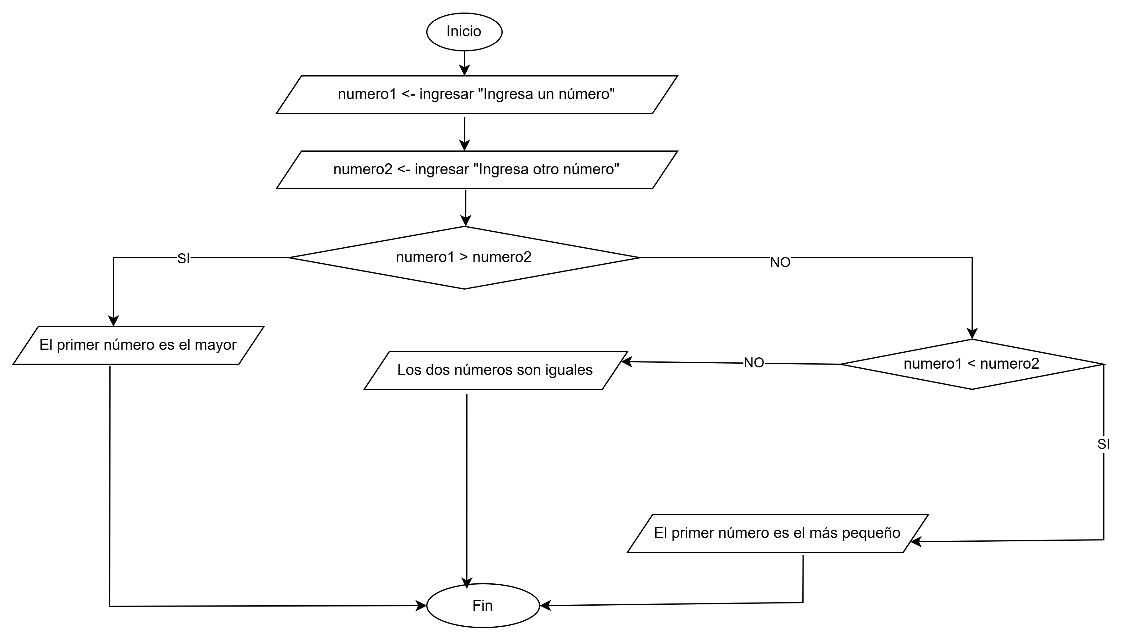 Inicio
numero1 <- ingresar "Ingresa un número"
numero2 <- ingresar "Ingresa otro número"
numero1 > numero2
SI
NO
El primer número es el mayor
Los dos números son iguales
NO
numero1 < numero2
SI
El primer número es el más pequeño
Fin